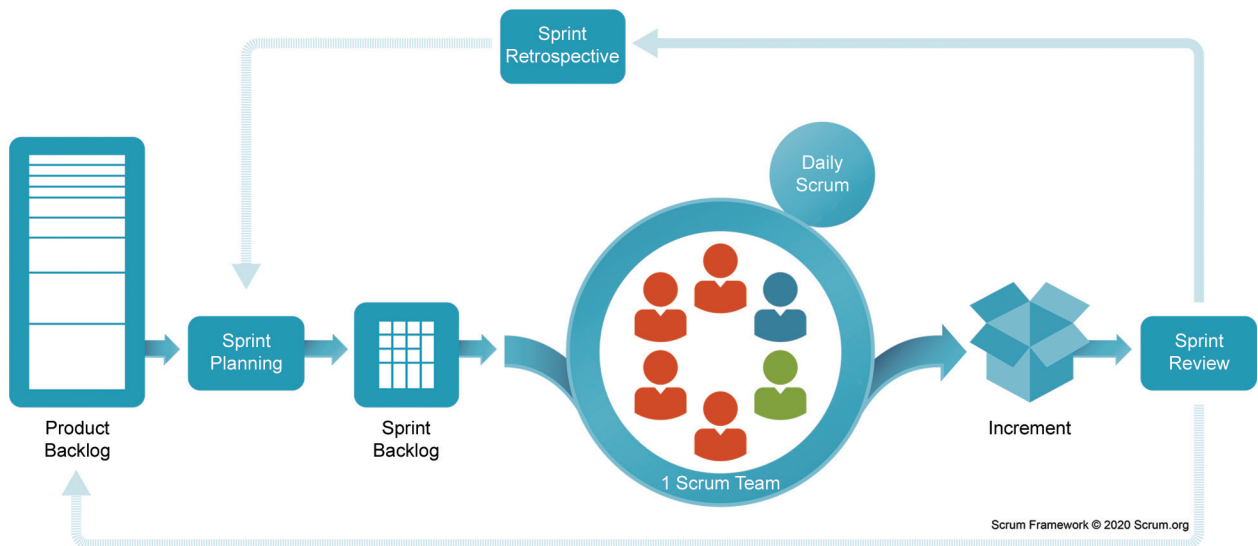 Sprint
Retrospective
Daily
Scrum
Sprint
Planning
Sprint
Review
Product
Backlog
Sprint
Backlog
Increment
1 Scrum Team
Scrum Framework © 2020 Scrum.org